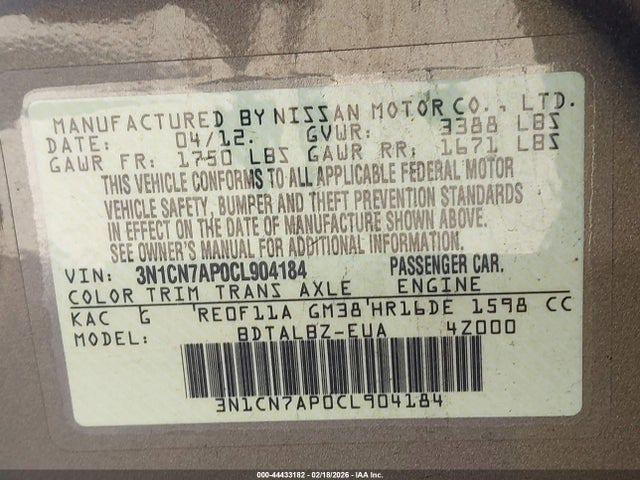 MANUFACTURED BY NISSAN MOTOR CO., LTD.
DATE: 04/12. GVWR: 3388 LBS
GAWR FR: 1750 LBS GAWR RR: 1671 LBS
THIS VEHICLE CONFORMS TO ALL APPLICABLE FEDERAL MOTOR
VEHICLE SAFETY, BUMPER AND THEFT PREVENTION STANDARDS
IN EFFECT ON THE DATE OF MANUFACTURE SHOWN ABOVE.
SEE OWNER'S MANUAL FOR ADDITIONAL INFORMATION.
VIN: 3N1CN7AP0CL904184 PASSENGER CAR.
COLOR TRIM TRANS AXLE ENGINE
KAC G 'RE0F11A GM38'HR16DE 1598 CC
MODEL: BDTALBZ-EUA 4Z000
3N1CN7AP0CL904184
000-44433182 - 02/18/2026 - IAA Inc.